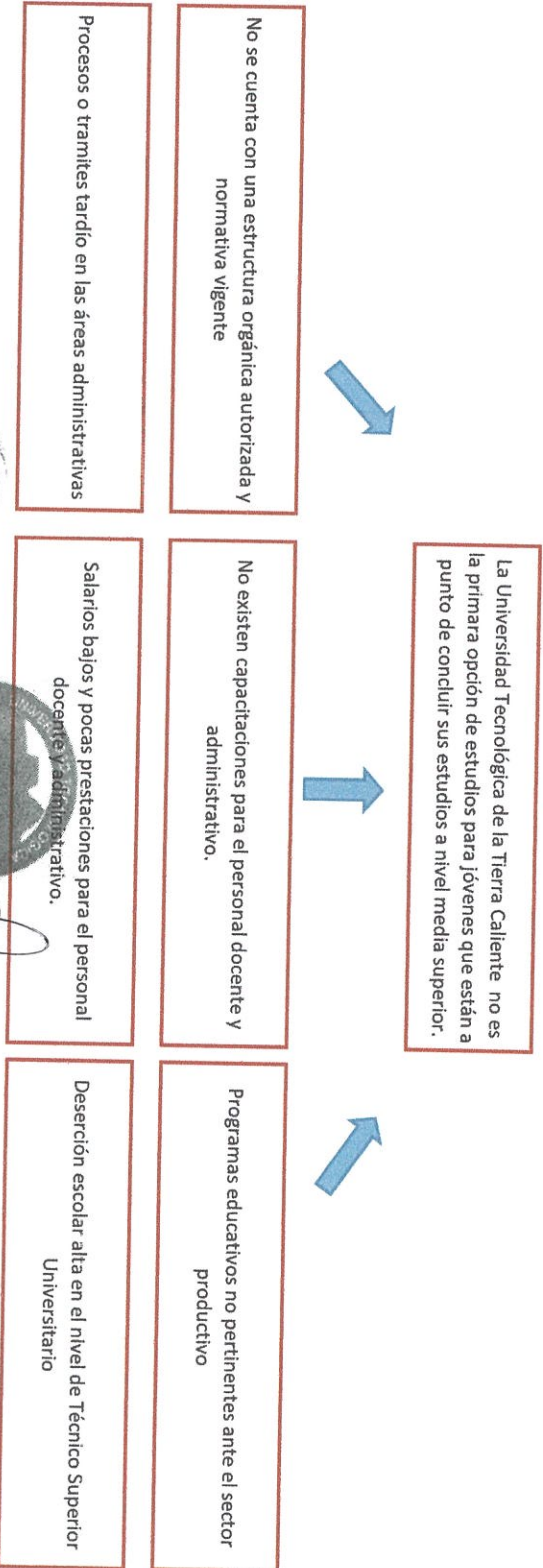 La Universidad Tecnológica de la Tierra Caliente no es
la primara opción de estudios para jóvenes que están a
punto de concluir sus estudios a nivel media superior.
No se cuenta con una estructura orgánica autorizada y
normativa vigente
No existen capacitaciones para el personal docente y
administrativo.
Programas educativos no pertinentes ante el sector
productivo
Procesos o tramites tardío en las áreas administrativas
Salarios bajos y pocas prestaciones para el personal
docente y administrativo.
Deserción escolar alta en el nivel de Técnico Superior
Universitario